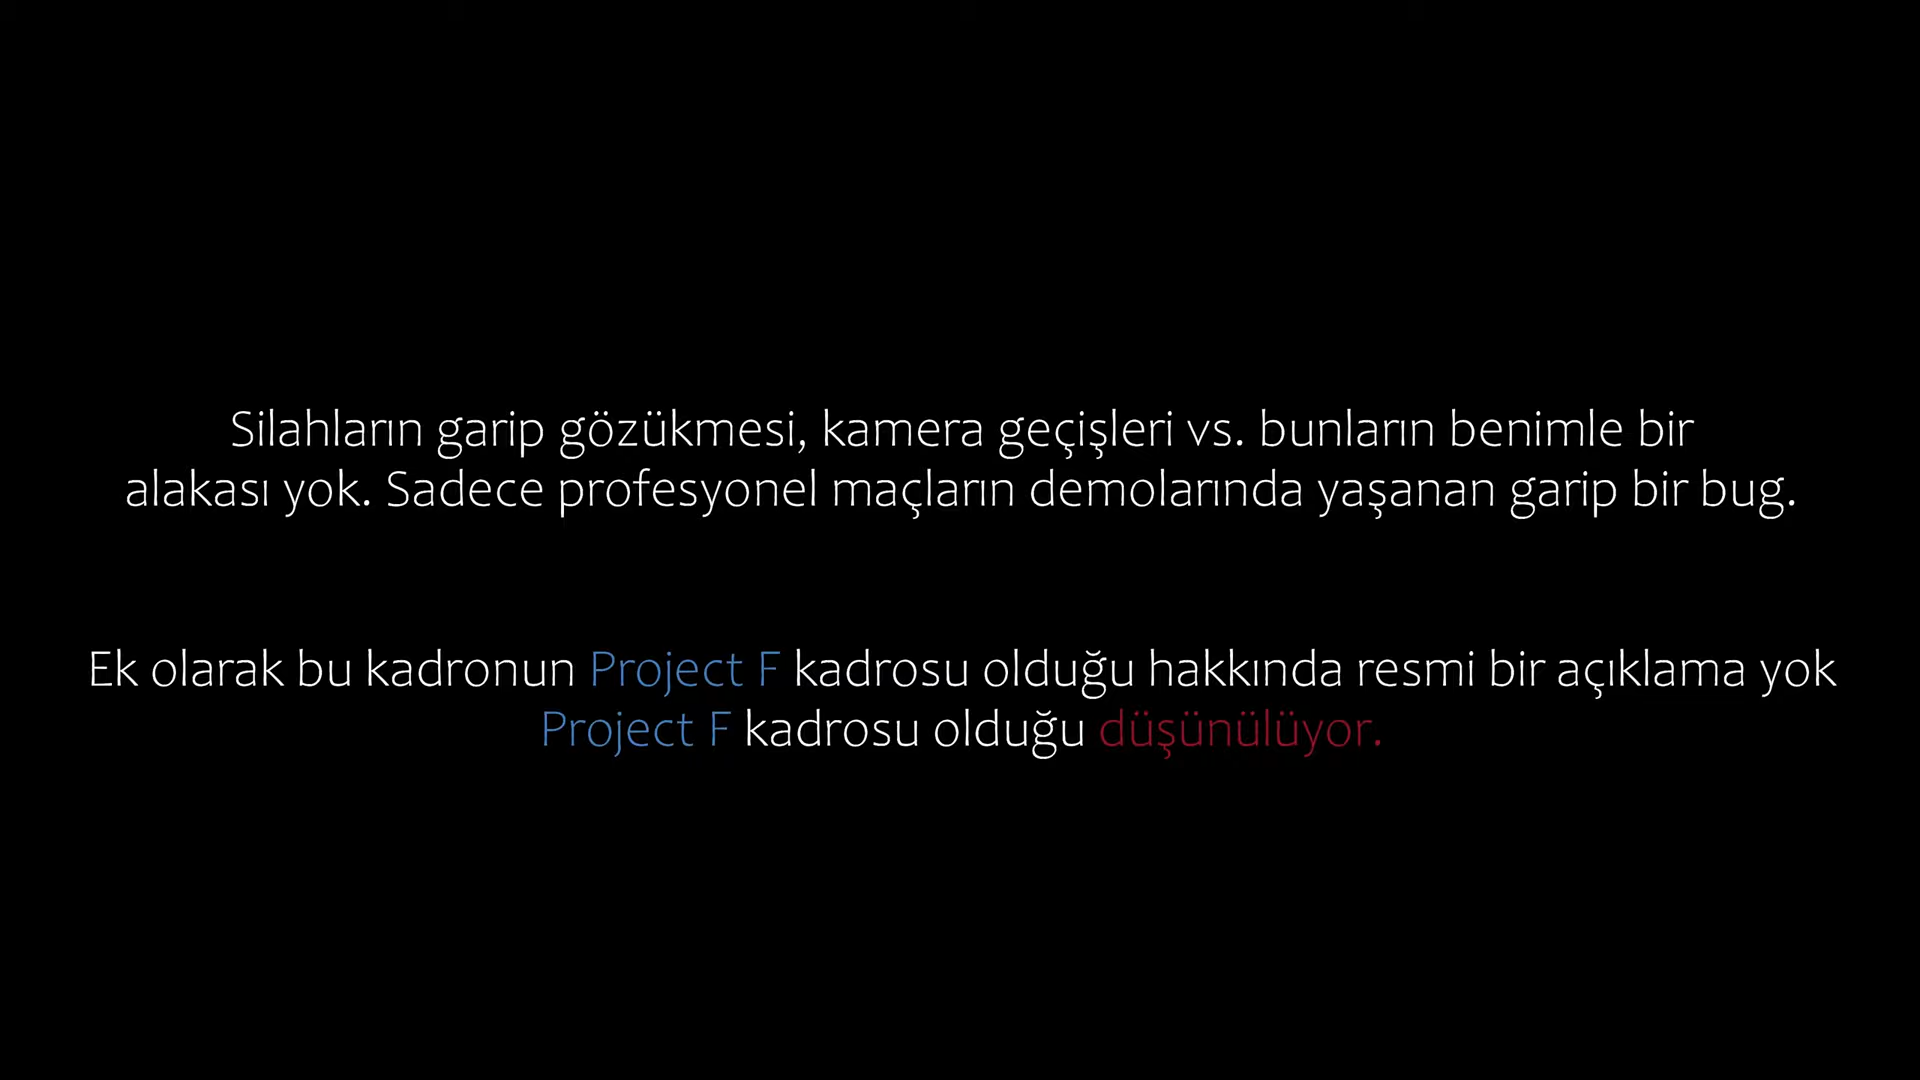 Silahların garip gözükmesi, kamera geçişleri vs. bunların benimle bir
alakası yok. Sadece profesyonel maçların demolarında yaşanan garip bir bug.
Ek olarak bu kadronun Project F kadrosu olduğu hakkında resmi bir açıklama yok
Project F kadrosu olduğu düşünülüyor.